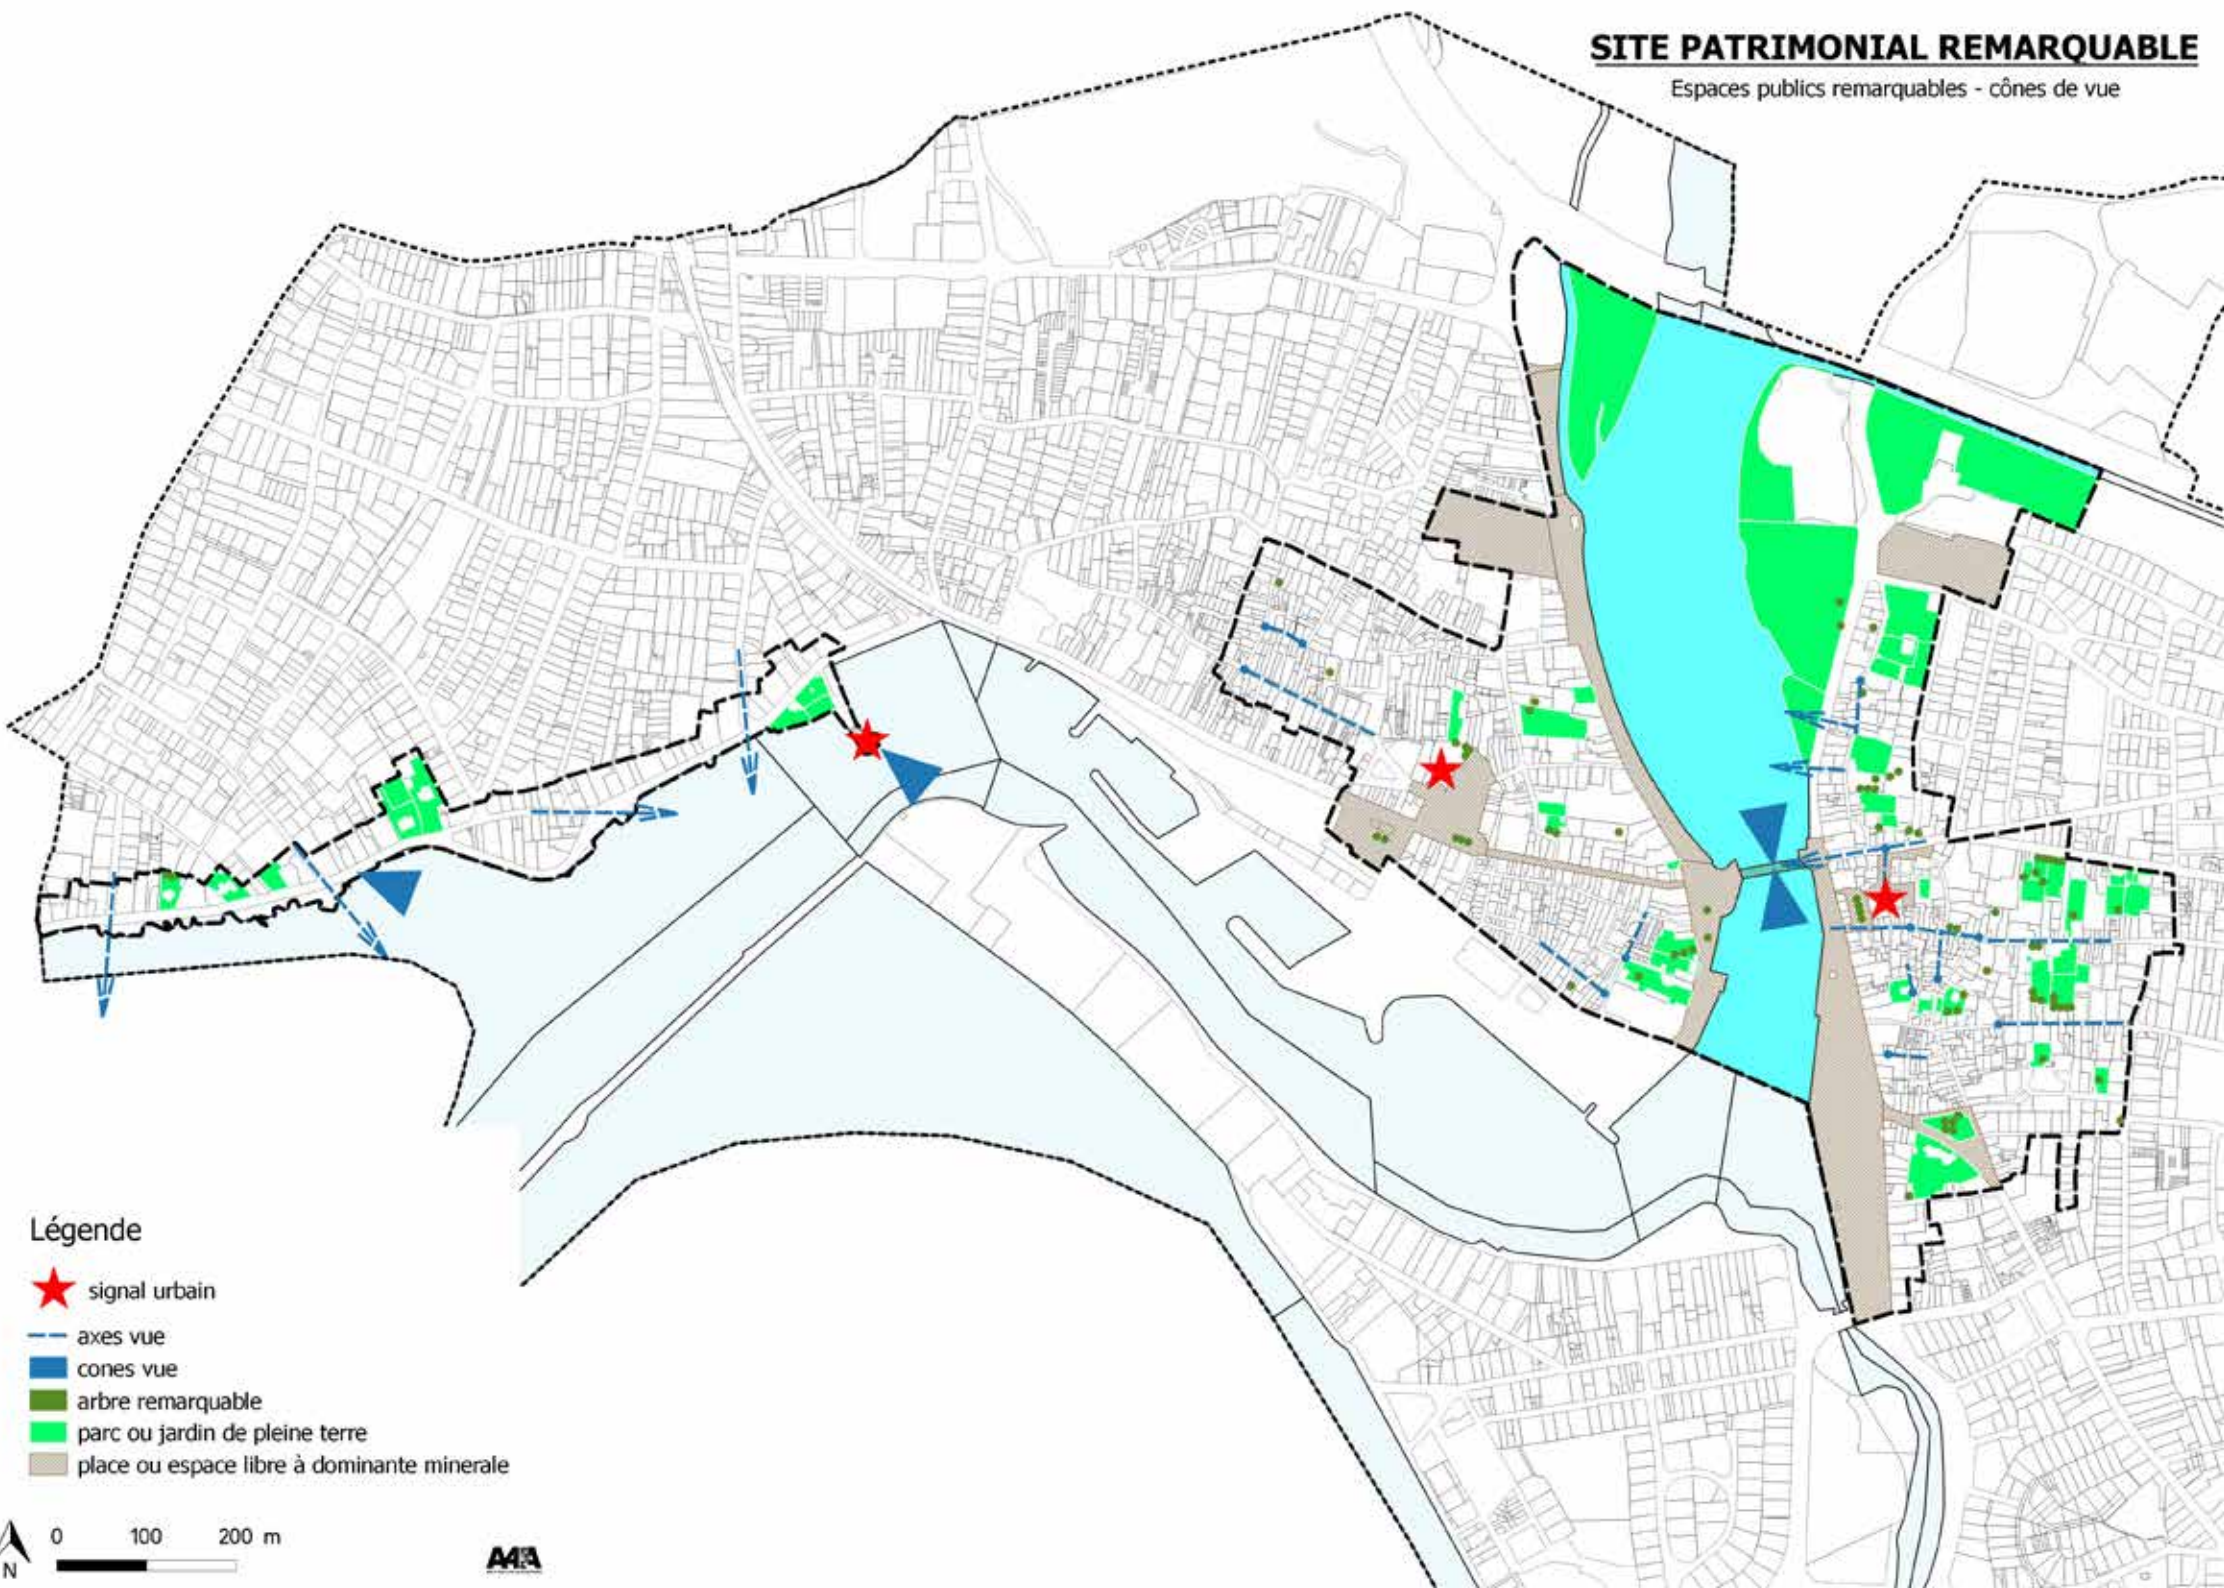 SITE PATRIMONIAL REMARQUABLE
Espaces publics remarquables - cônes de vue
Légende
signal urbain
axes vue
cones vue
arbre remarquable
parc ou jardin de pleine terre
place ou espace libre à dominante minerale
0 100 200 m
N